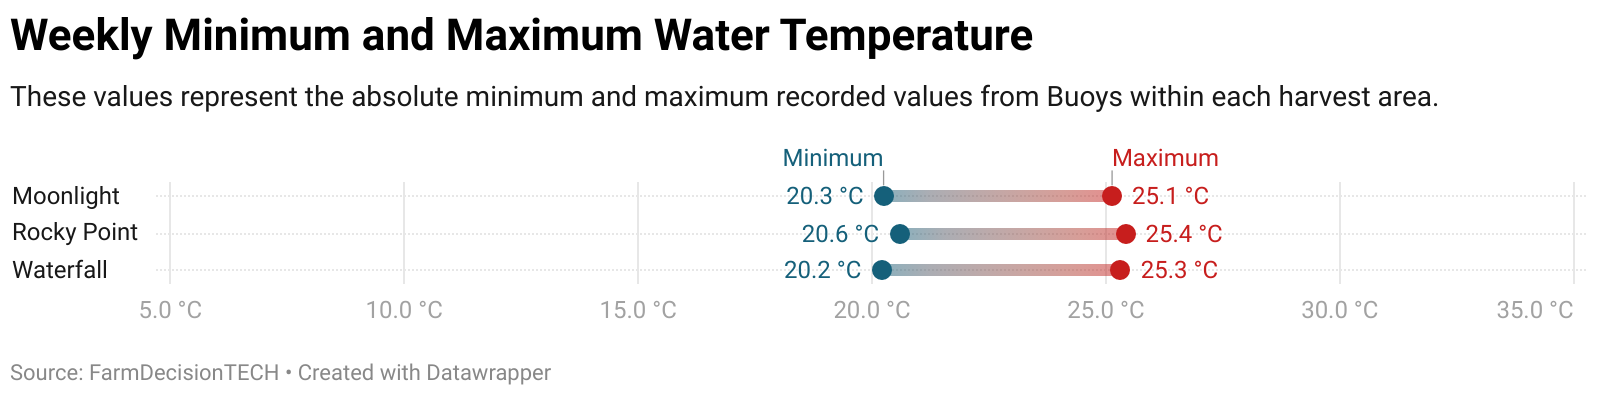 Weekly Minimum and Maximum Water Temperature
These values represent the absolute minimum and maximum recorded values from Buoys within each harvest area.
Minimum Maximum
Moonlight 20.3 °C 25.1 °C
Rocky Point 20.6 °C 25.4 °C
Waterfall 20.2 °C 25.3 °C
5.0 °C 10.0 °C 15.0 °C 20.0 °C 25.0 °C 30.0 °C 35.0 °C
Source: FarmDecisionTECH • Created with Datawrapper